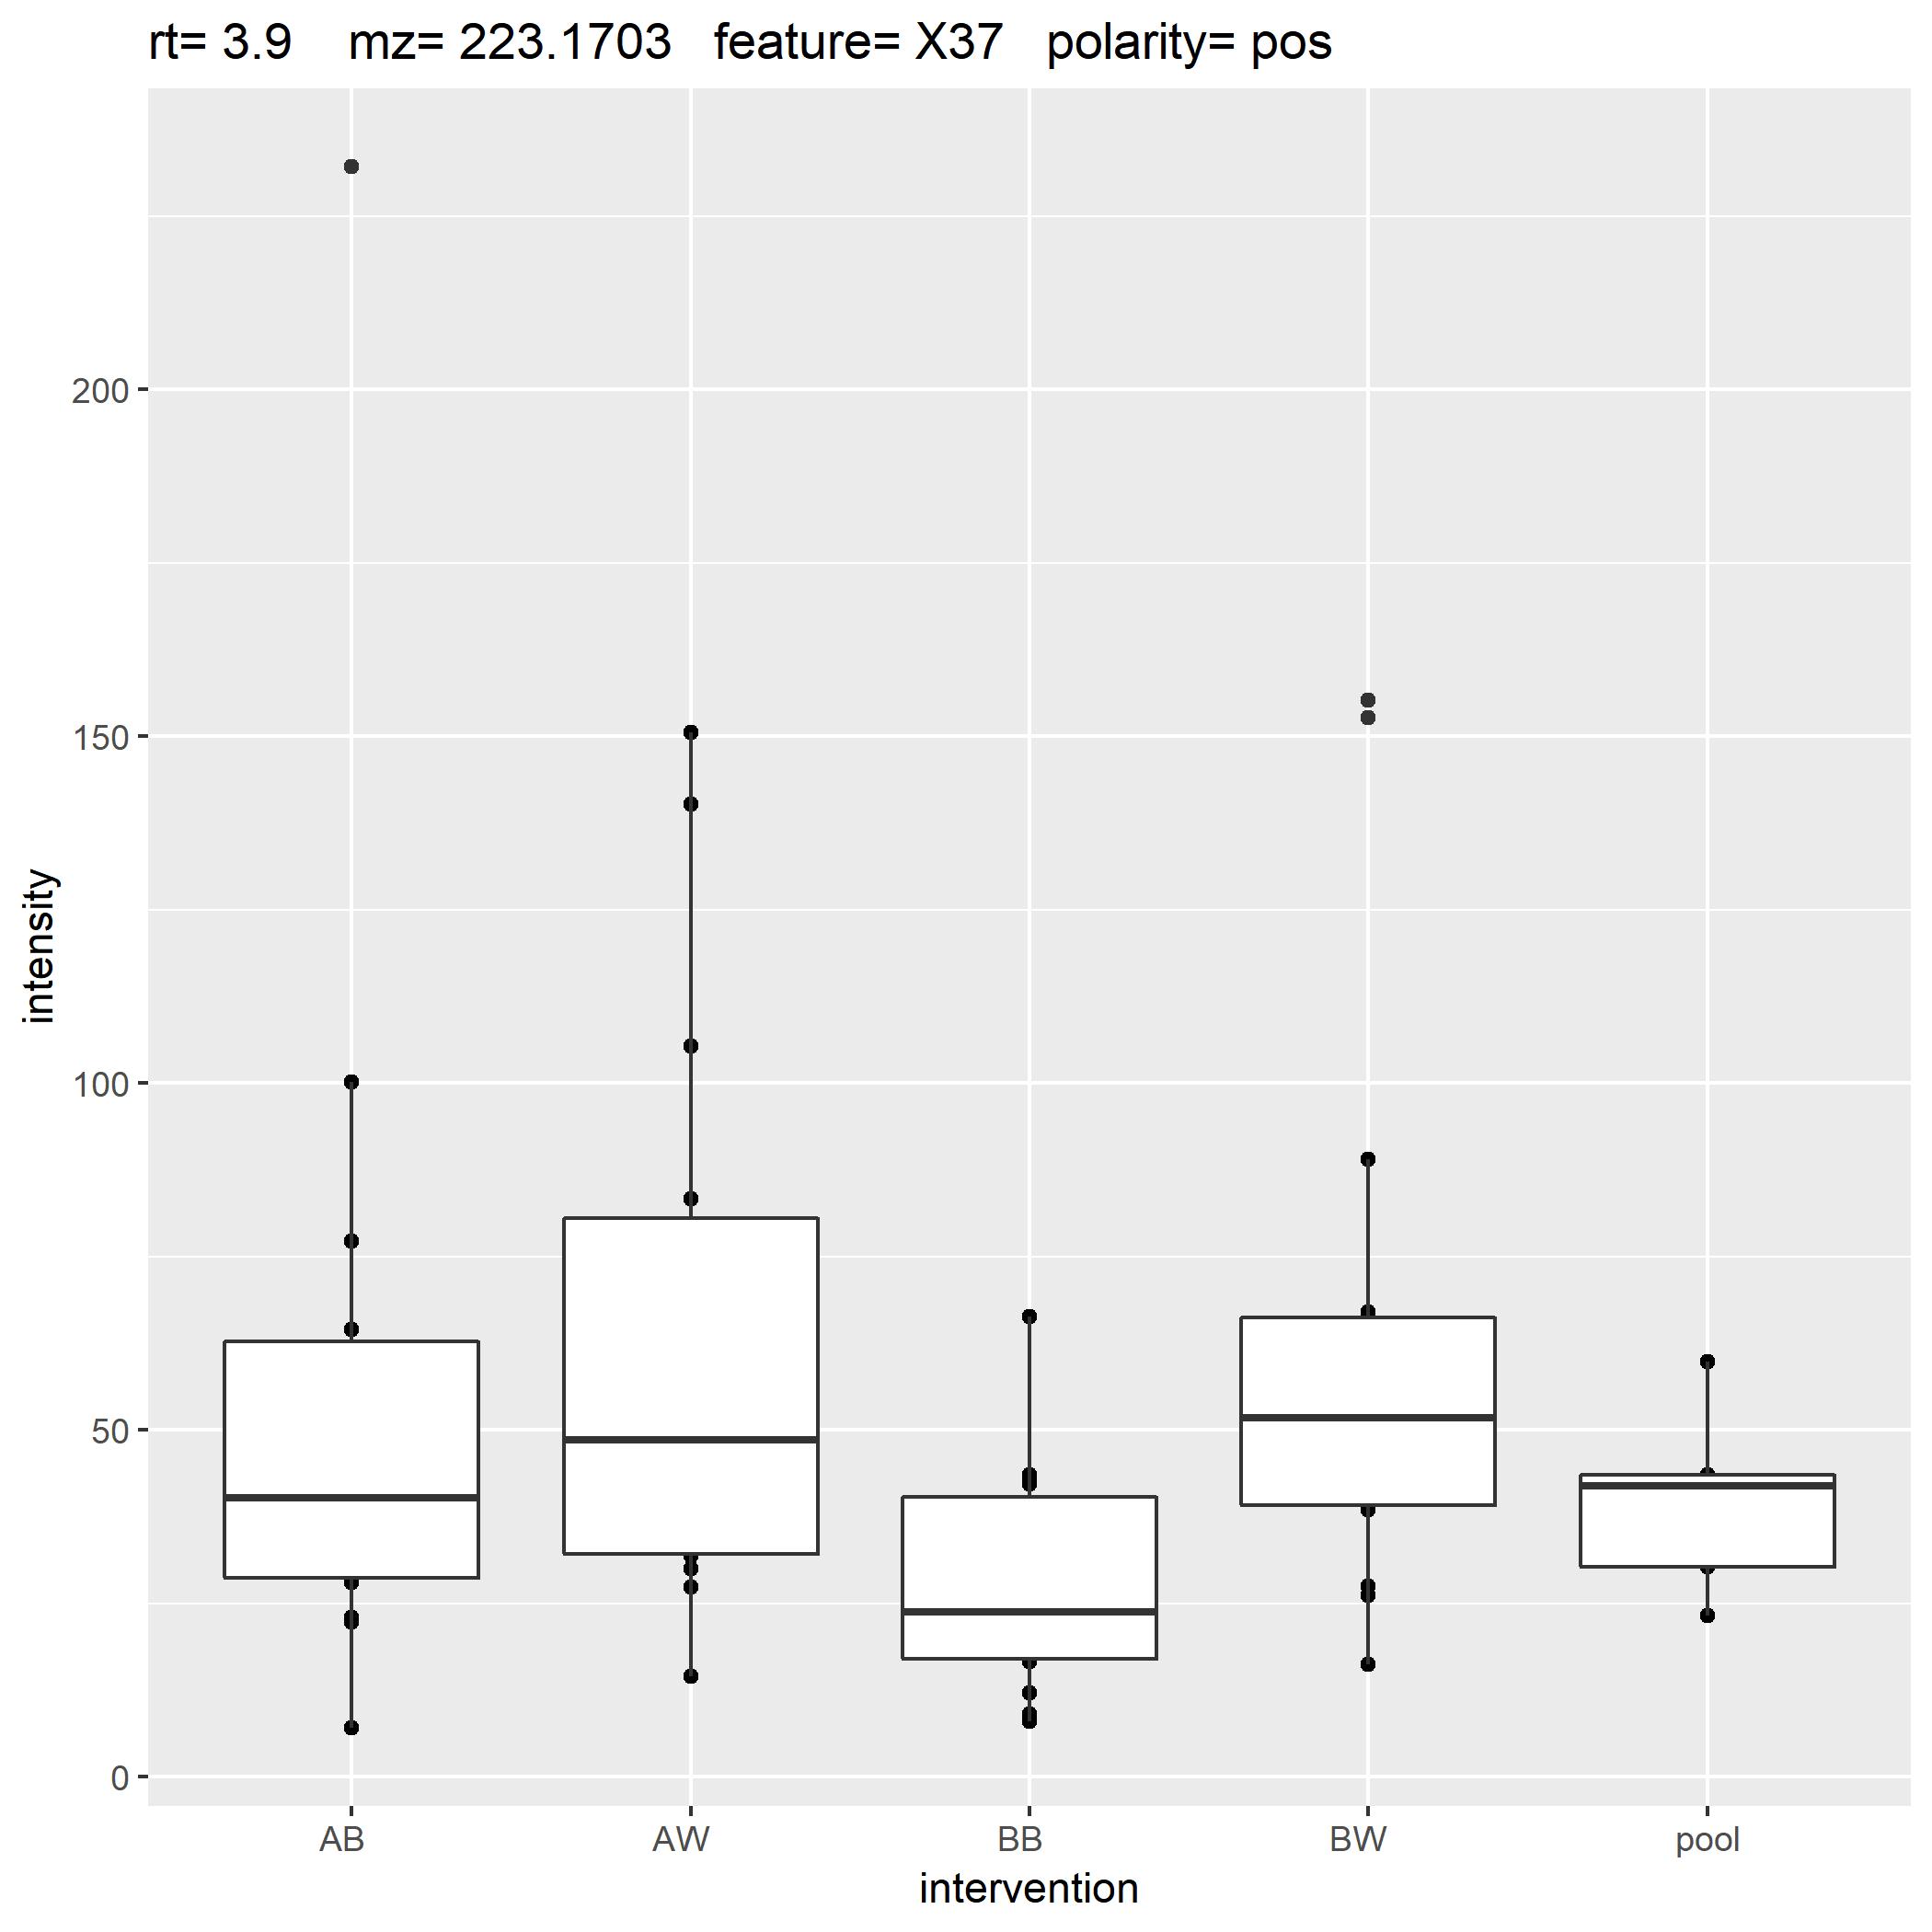 rt= 3.9    mz= 223.1703   feature= X37   polarity= pos
intensity
200
150
100
50
0
AB
AW
BB
BW
pool
intervention